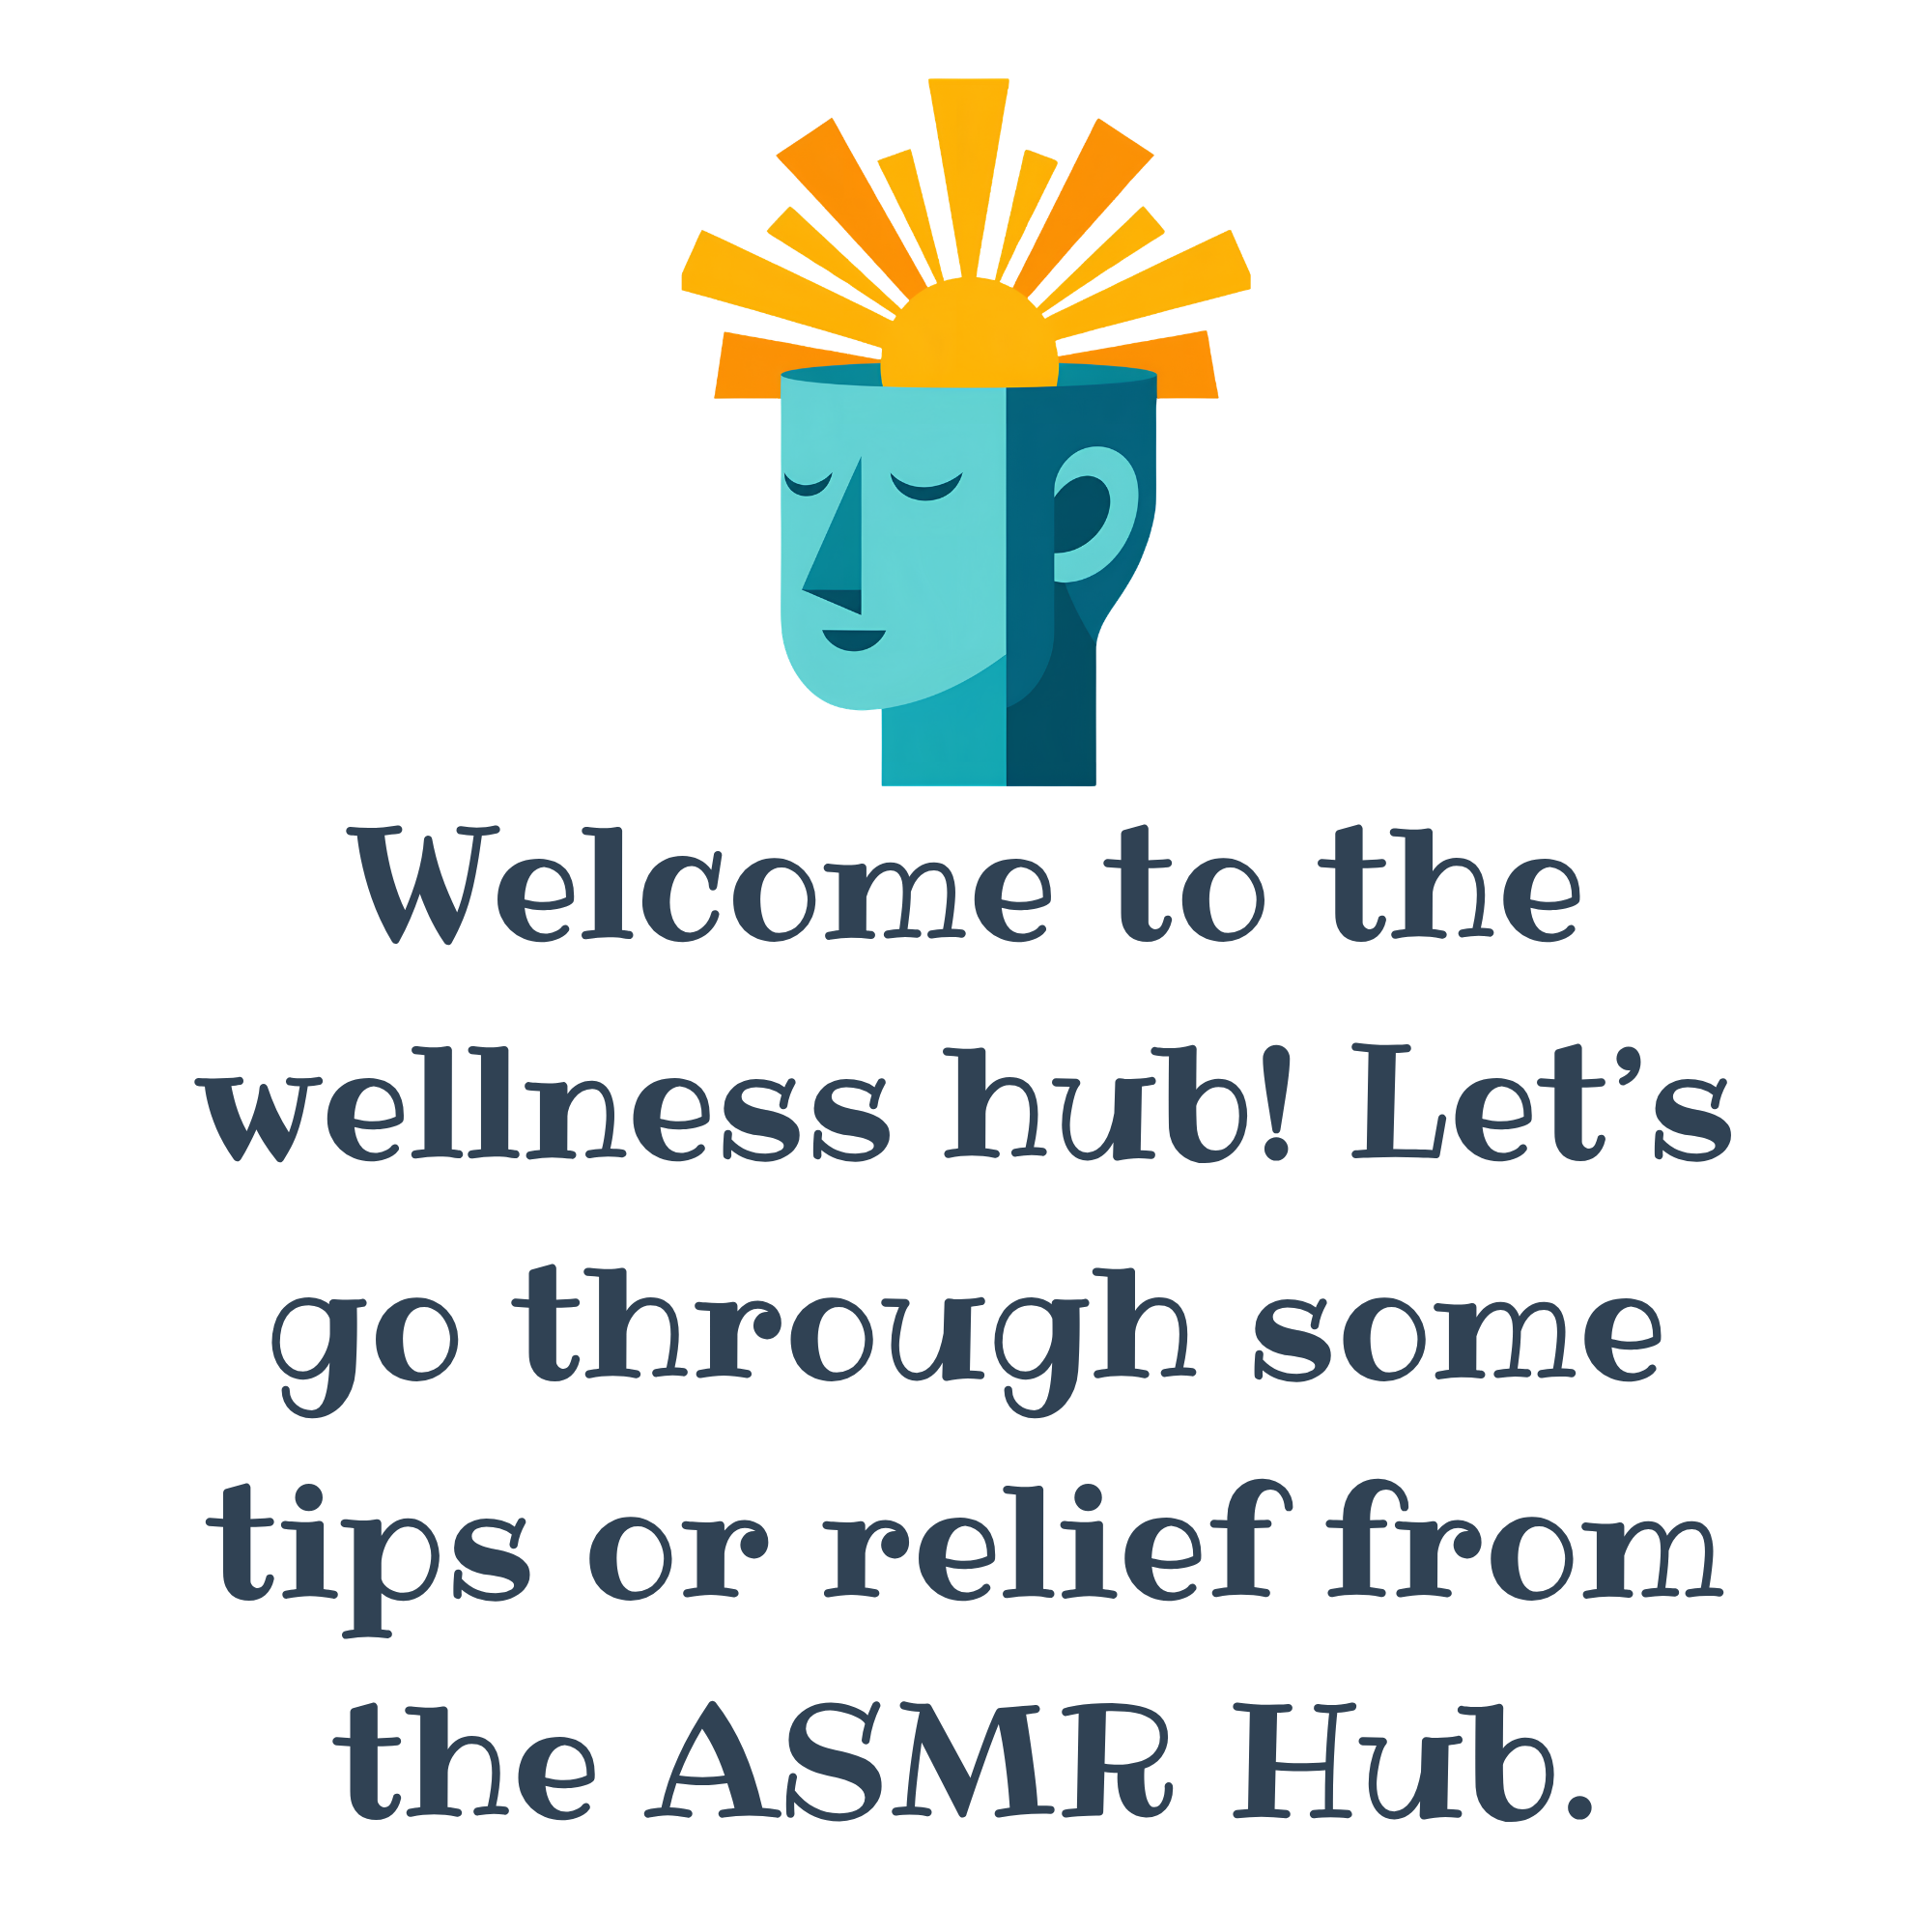 Welcome to the
wellness hub! Let’s
go through some
tips or relief from
the ASMR Hub.